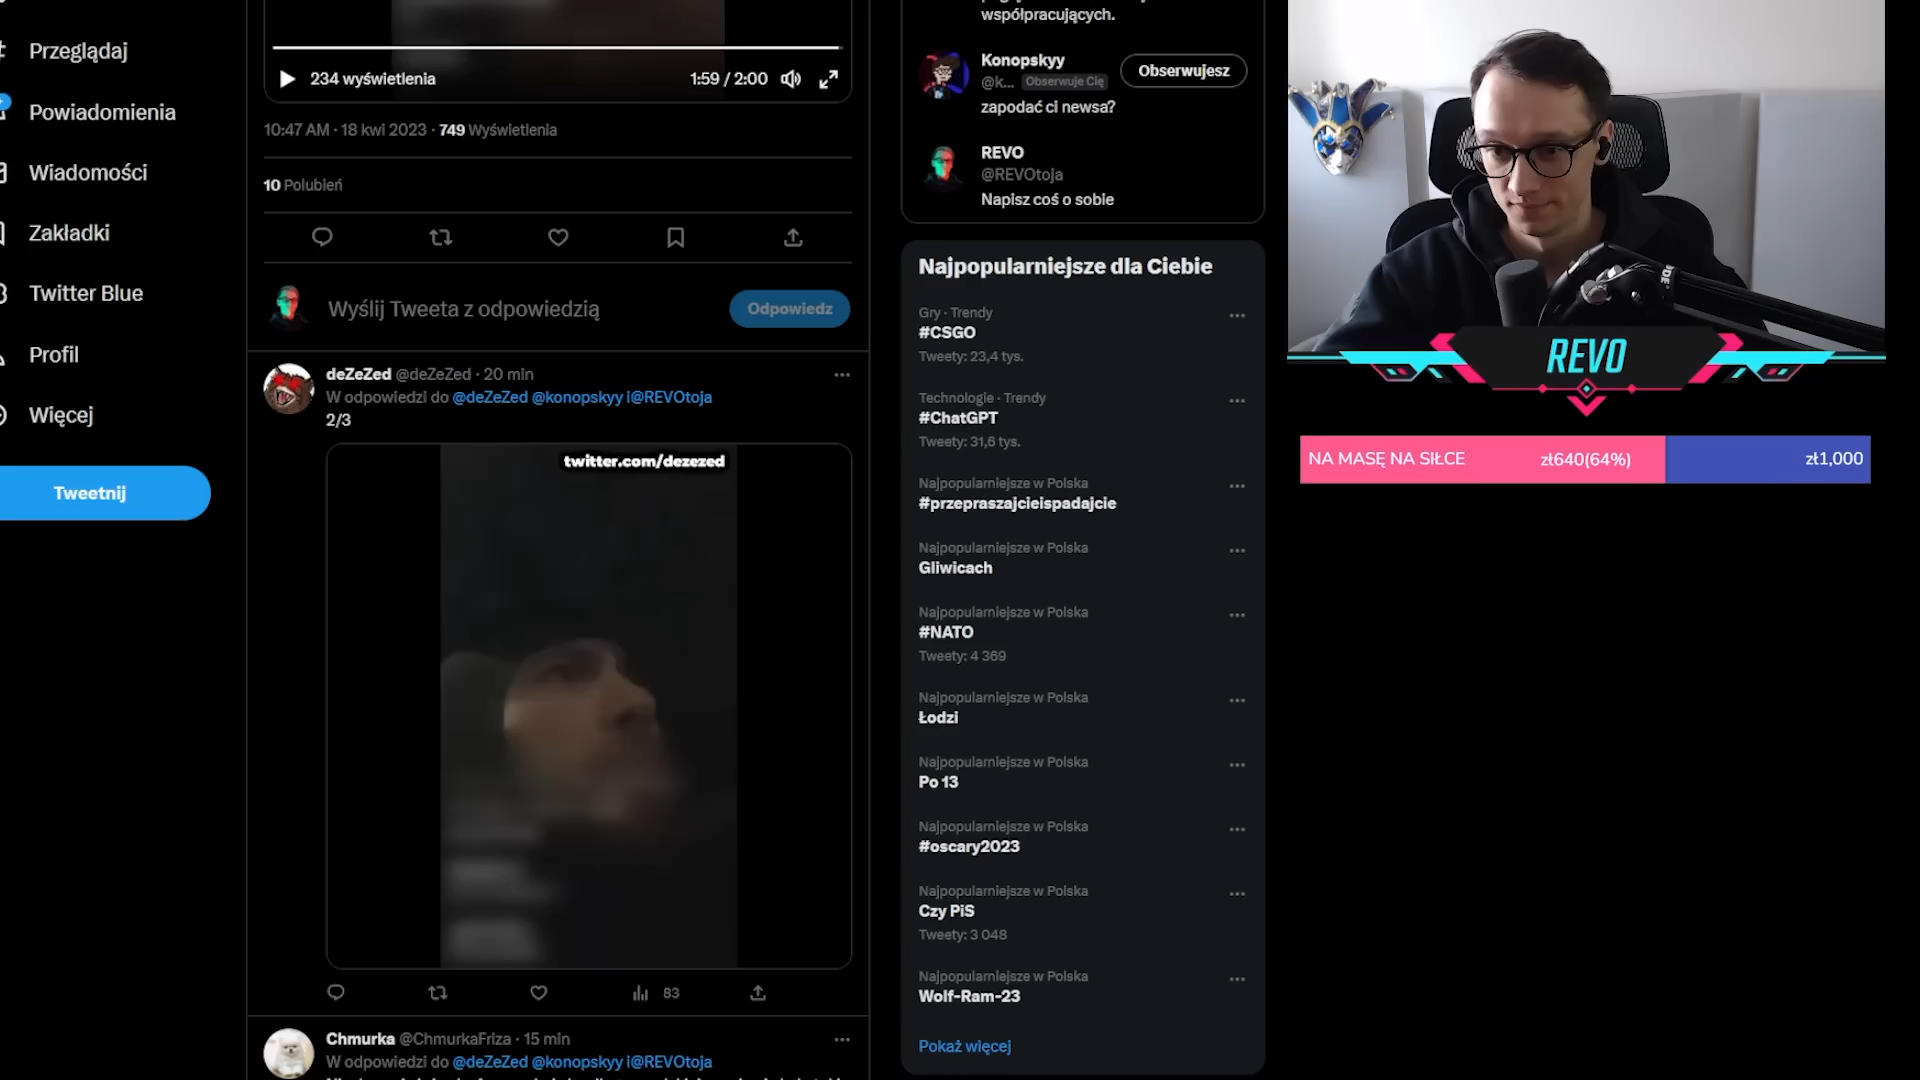 Przeglądaj
Powiadomienia
Wiadomości
Zakładki
Twitter Blue
Profil
Więcej
Tweetnij
234 wyświetlenia
1:59 / 2:00
10:47 AM · 18 kwi 2023 · 749 Wyświetlenia
10 Polubień
Wyślij Tweeta z odpowiedzią
Odpowiedz
deZeZed @deZeZed · 20 min
W odpowiedzi do @deZeZed @konopskyy i@REVOtoja
2/3
twitter.com/dezezed
83
Chmurka @ChmurkaFriza · 15 min
W odpowiedzi do @deZeZed @konopskyy i@REVOtoja
współpracujących.
Konopskyy
@k... Obserwuje Cię
Obserwujesz
zapodać ci newsa?
REVO
@REVOtoja
Napisz coś o sobie
Najpopularniejsze dla Ciebie
Gry · Trendy
#CSGO
Tweety: 23,4 tys.
Technologie · Trendy
#ChatGPT
Tweety: 31,6 tys.
Najpopularniejsze w Polska
#przepraszajcieispadajcie
Najpopularniejsze w Polska
Gliwicach
Najpopularniejsze w Polska
#NATO
Tweety: 4 369
Najpopularniejsze w Polska
Łodzi
Najpopularniejsze w Polska
Po 13
Najpopularniejsze w Polska
#oscary2023
Najpopularniejsze w Polska
Czy PiS
Tweety: 3 048
Najpopularniejsze w Polska
Wolf-Ram-23
Pokaż więcej
REVO
NA MASĘ NA SIŁCE zł640(64%) zł1,000